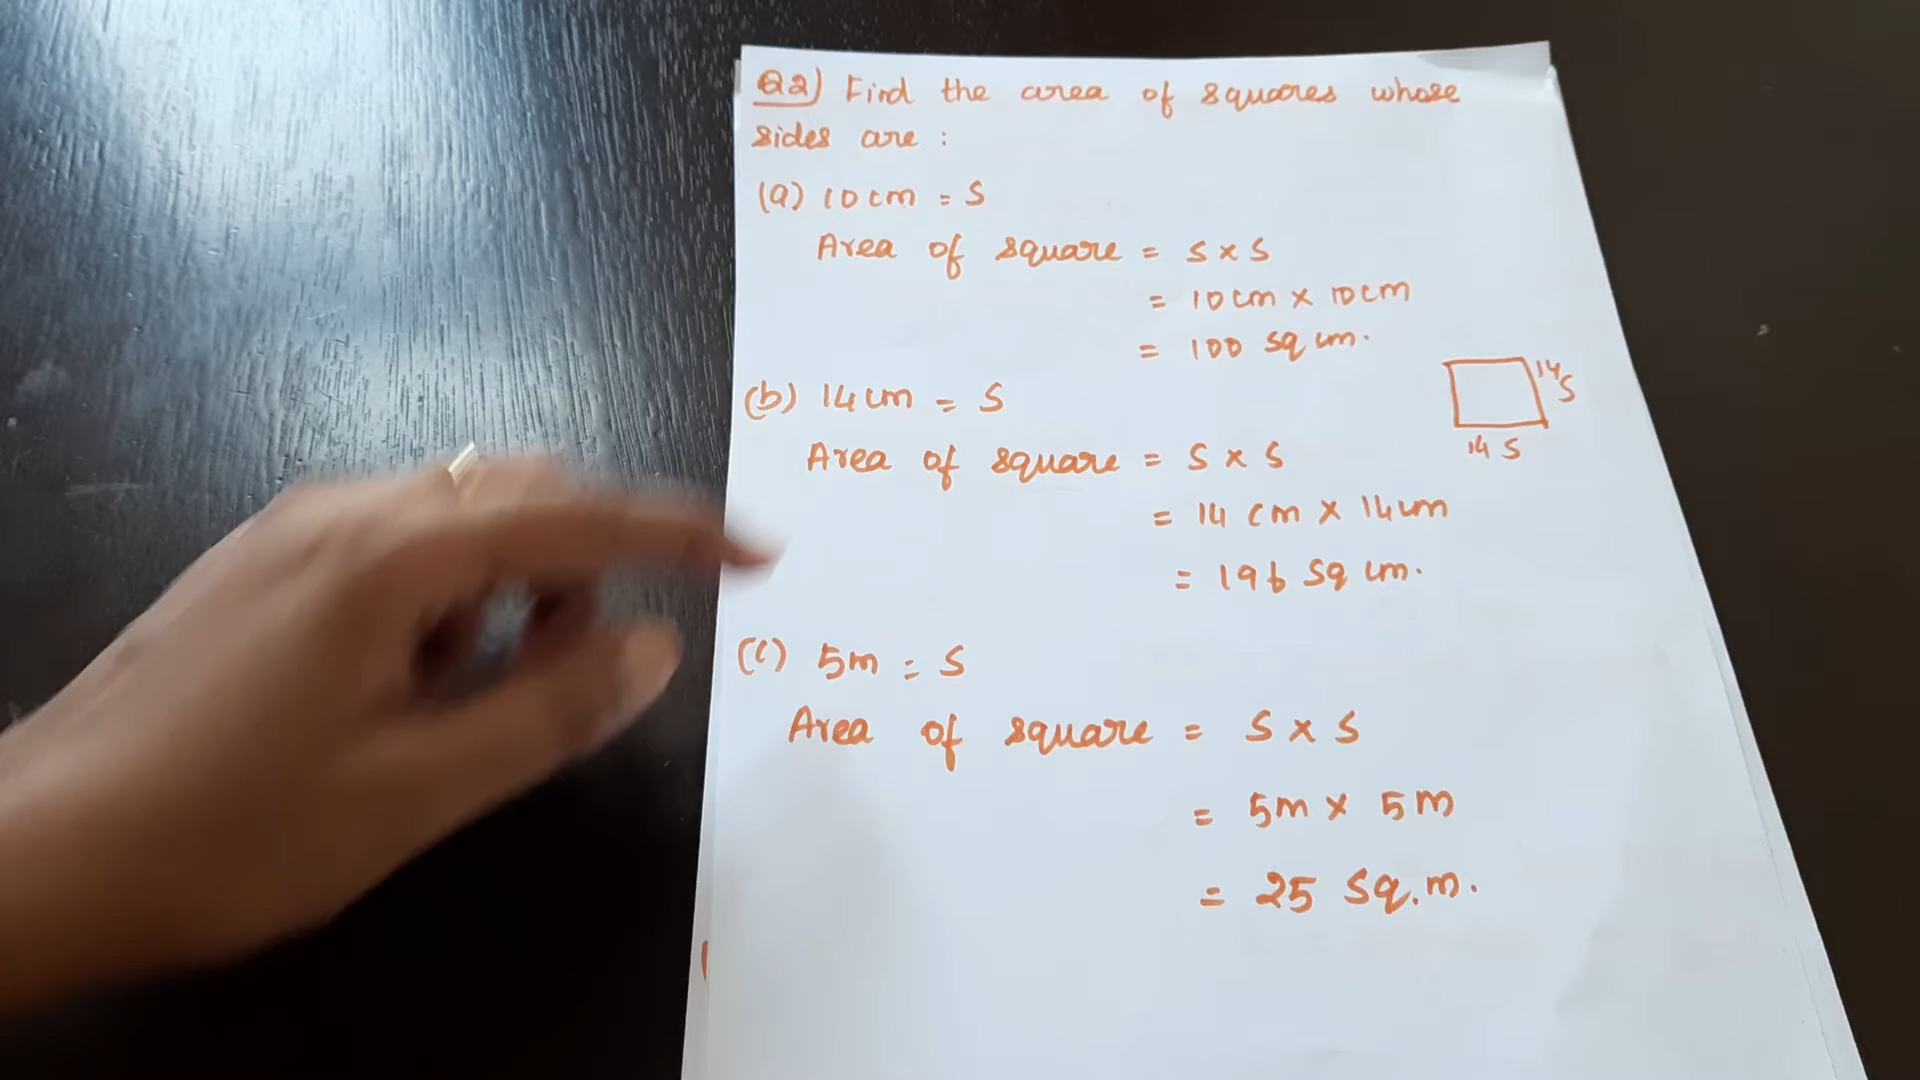 Q2) Find the area of squares whose
sides are :
(a) 10 cm = S
Area of square = S x S
= 10 cm x 10 cm
= 100 sq cm.
(b) 14 cm = S
14 S
14 S
Area of square = S x S
= 14 cm x 14 cm
= 196 sq cm.
(c) 5m = S
Area of square = S x S
= 5m x 5m
= 25 Sq.m.